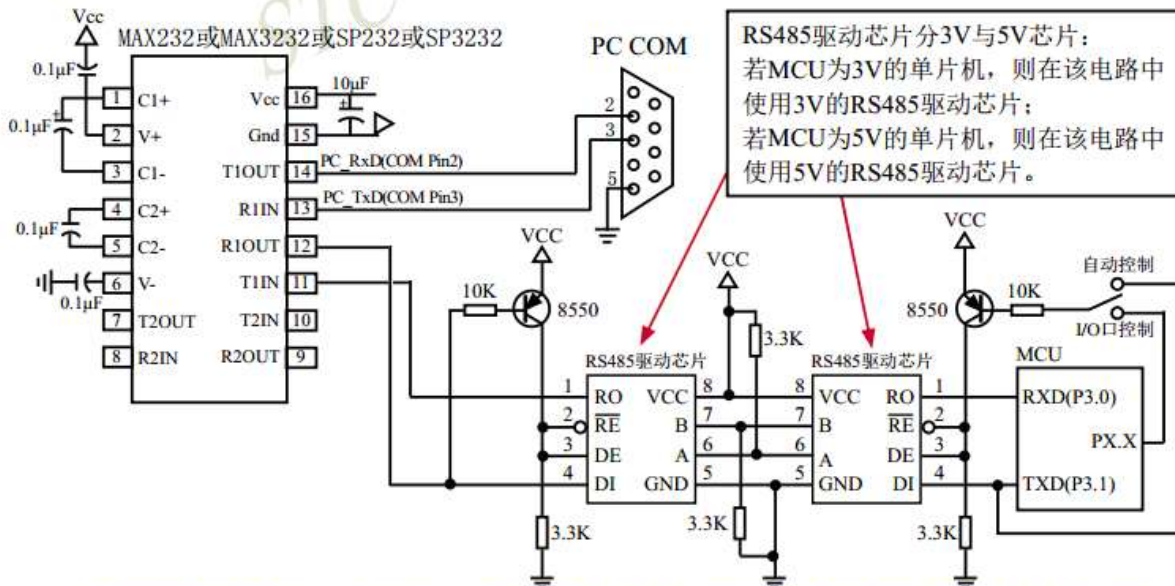 STC
Vcc
MAX232或MAX3232或SP232或SP3232
0.1μF
0.1μF
0.1μF
0.1μF
1 C1+
2 V+
3 C1-
4 C2+
5 C2-
6 V-
7 T2OUT
8 R2IN
Vcc 16
Gnd 15
T1OUT 14
R1IN 13
R1OUT 12
T1IN 11
T2IN 10
R2OUT 9
10μF
PC_RxD(COM Pin2)
PC_TxD(COM Pin3)
PC COM
2
3
5
RS485驱动芯片分3V与5V芯片:
若MCU为3V的单片机,则在该电路中
使用3V的RS485驱动芯片;
若MCU为5V的单片机,则在该电路中
使用5V的RS485驱动芯片。
VCC
10K
8550
VCC
3.3K
VCC
8550
10K
自动控制
I/O口控制
RS485驱动芯片
1 RO VCC 8
2 RE B 7
3 DE A 6
4 DI GND 5
3.3K
3.3K
RS485驱动芯片
8 VCC RO 1
7 B RE 2
6 A DE 3
5 GND DI 4
3.3K
MCU
RXD(P3.0)
PX.X
TXD(P3.1)